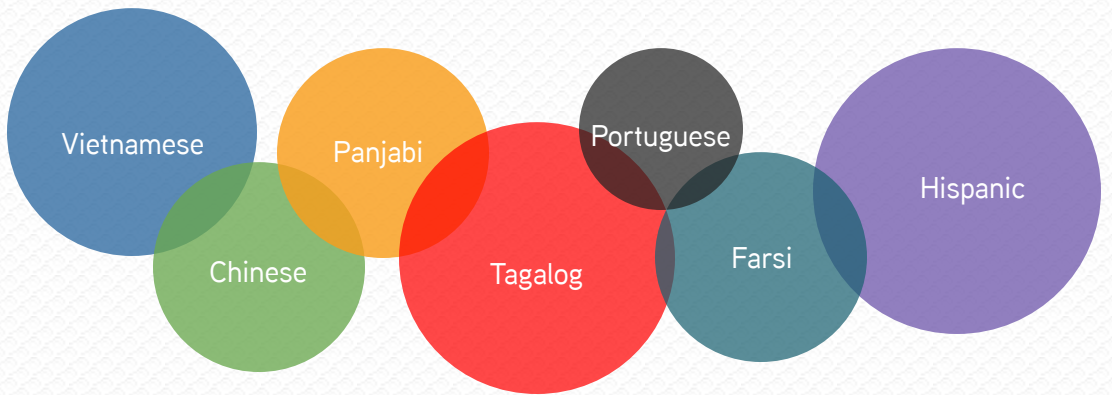 Vietnamese
Chinese
Panjabi
Tagalog
Portuguese
Farsi
Hispanic